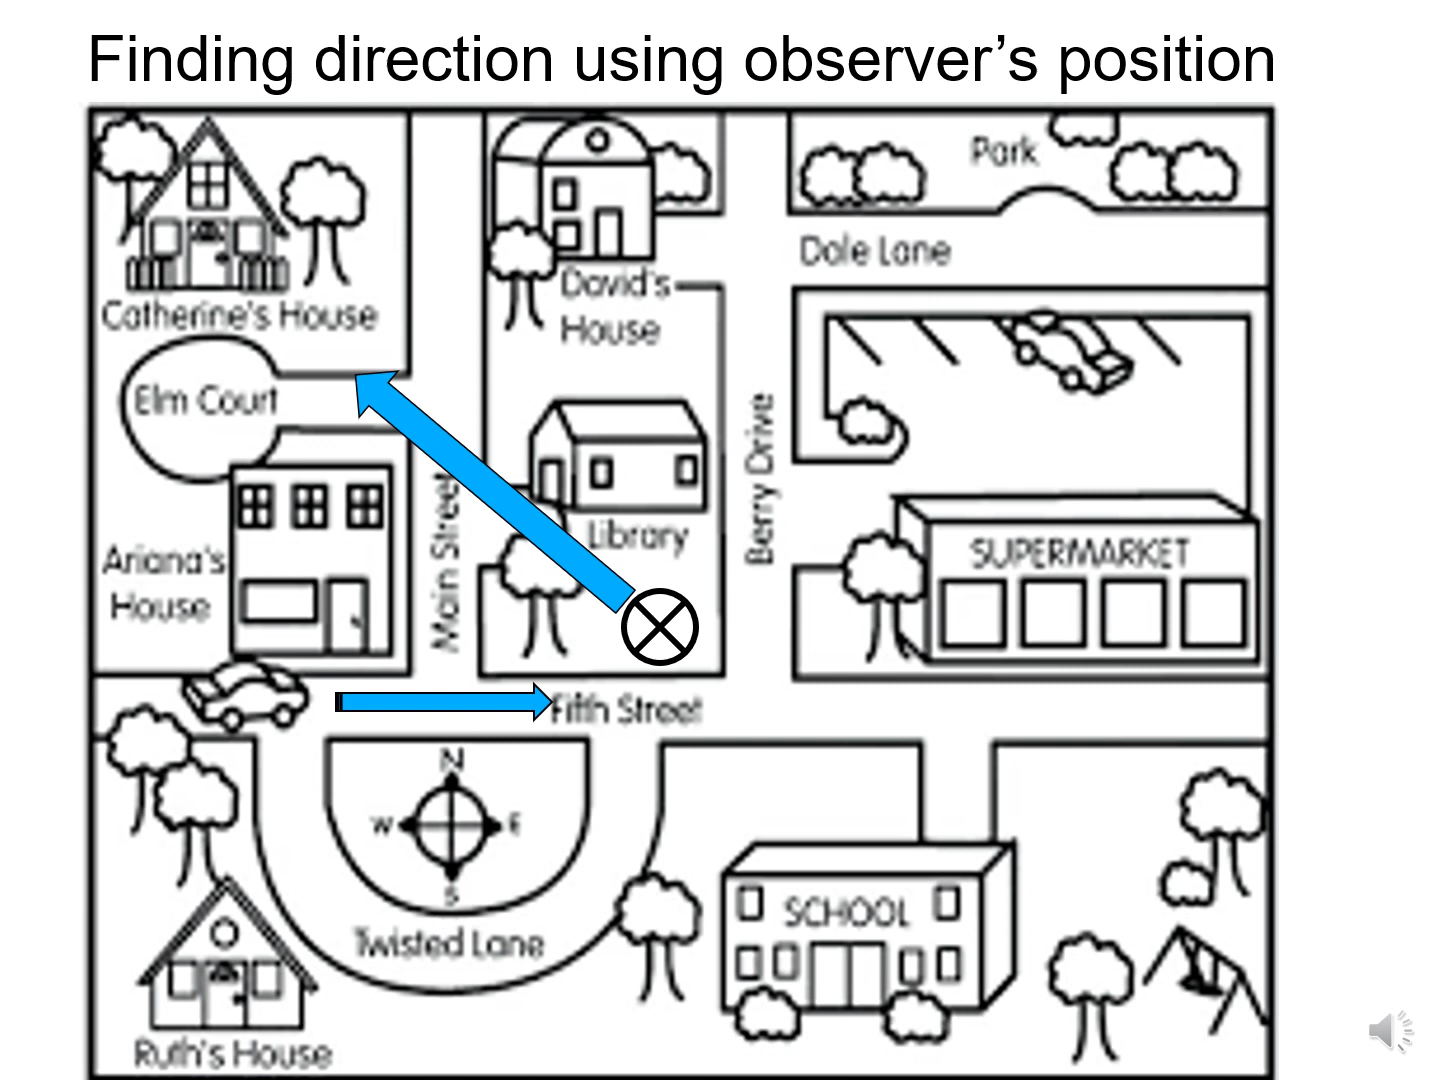 Finding direction using observer’s position
Park
Dale Lane
Catherine's House
David's
House
Elm Court
Main Street
Library
Berry Drive
SUPERMARKET
Ariana's
House
Fifth Street
N
W E
S
Twisted Lane
SCHOOL
Ruth's House